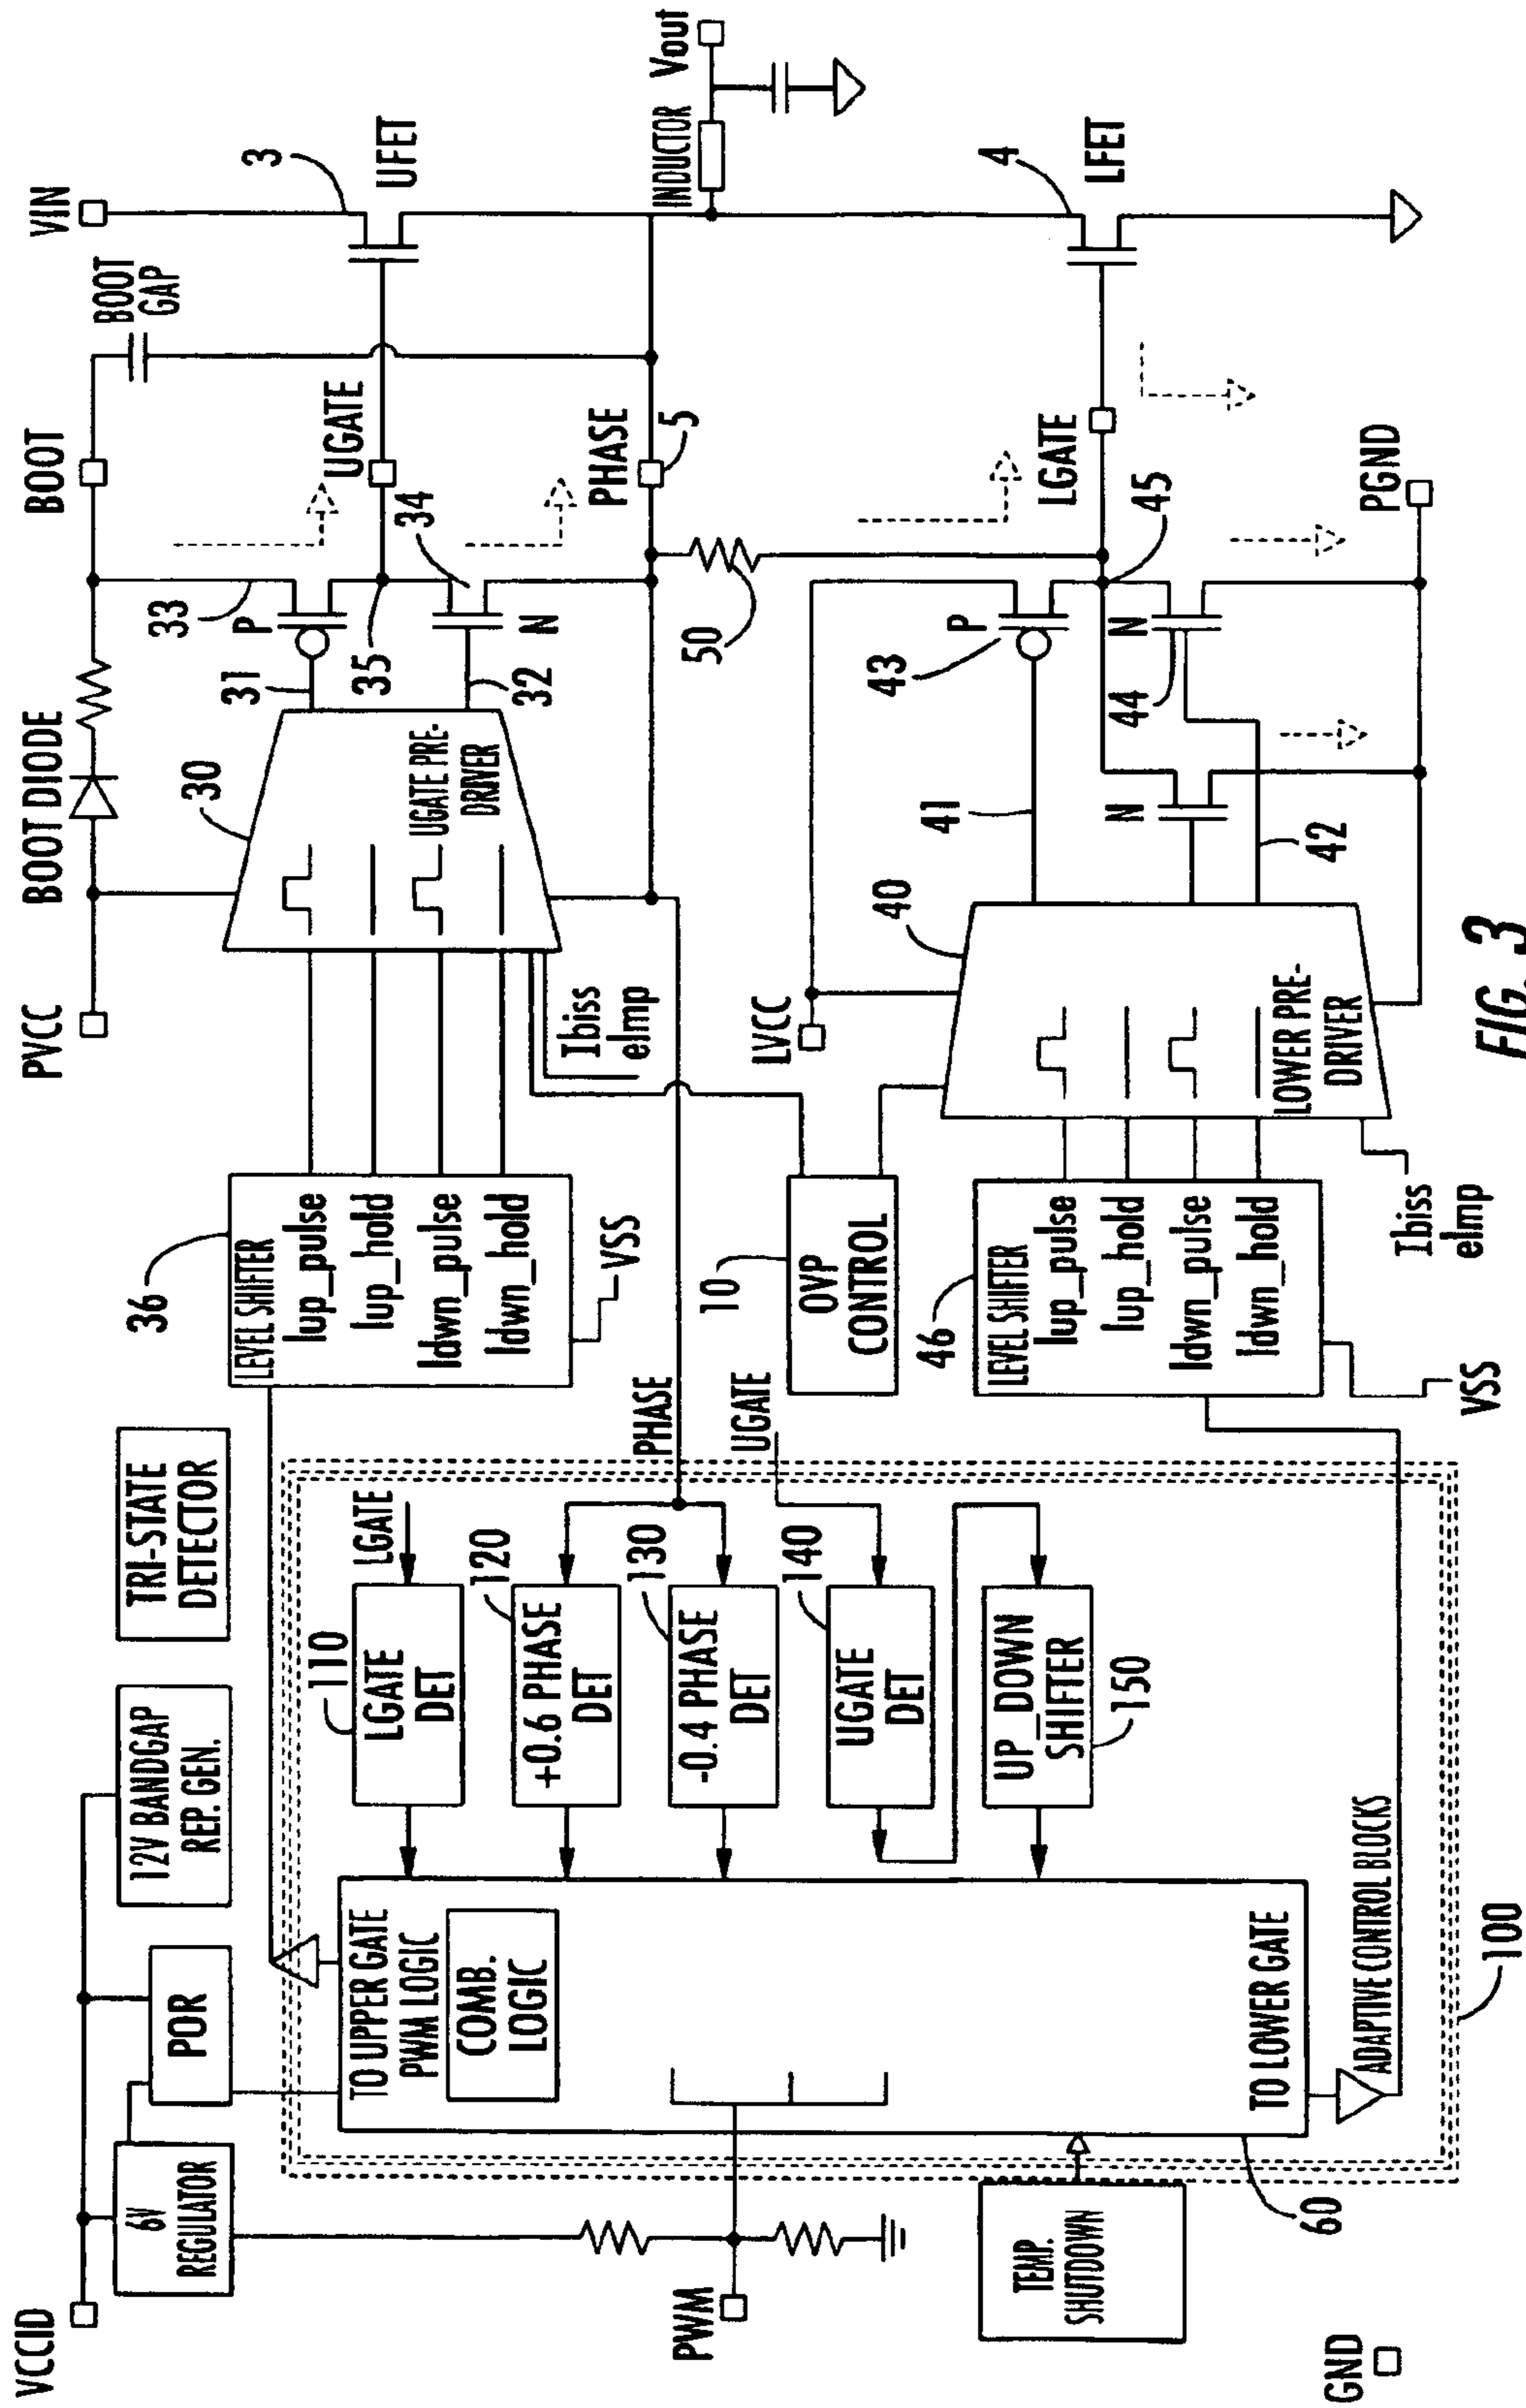 VCCID
6V
REGULATOR
POR
12V BANDGAP
REP. GEN.
TRI-STATE
DETECTOR
PVCC
BOOT DIODE
BOOT
BOOT
GAP
VIN
36
LEVEL SHIFTER
Iup_pulse
Iup_hold
Idwn_pulse
Idwn_hold
VSS
30
UGATE PRE-
DRIVER
Ibiss
elmp
31
32
33
P
35
34
N
UGATE
3
UFET
PHASE
5
INDUCTOR
Vout
TO UPPER GATE
PWM LOGIC
COMB.
LOGIC
TO LOWER GATE
60
110
LGATE
DET
LGATE
120
+0.6 PHASE
DET
PHASE
130
-0.4 PHASE
DET
140
UGATE
DET
UGATE
UP_DOWN
SHIFTER
150
ADAPTIVE CONTROL BLOCKS
100
PWM
TEMP.
SHUTDOWN
GND
10
OVP
CONTROL
46
LEVEL SHIFTER
Iup_pulse
Iup_hold
Idwn_pulse
Idwn_hold
VSS
LVCC
40
LOWER PRE-
DRIVER
Ibiss
elmp
41
42
43
P
50
N
44
N
45
LGATE
4
LFET
PGND
FIG. 3